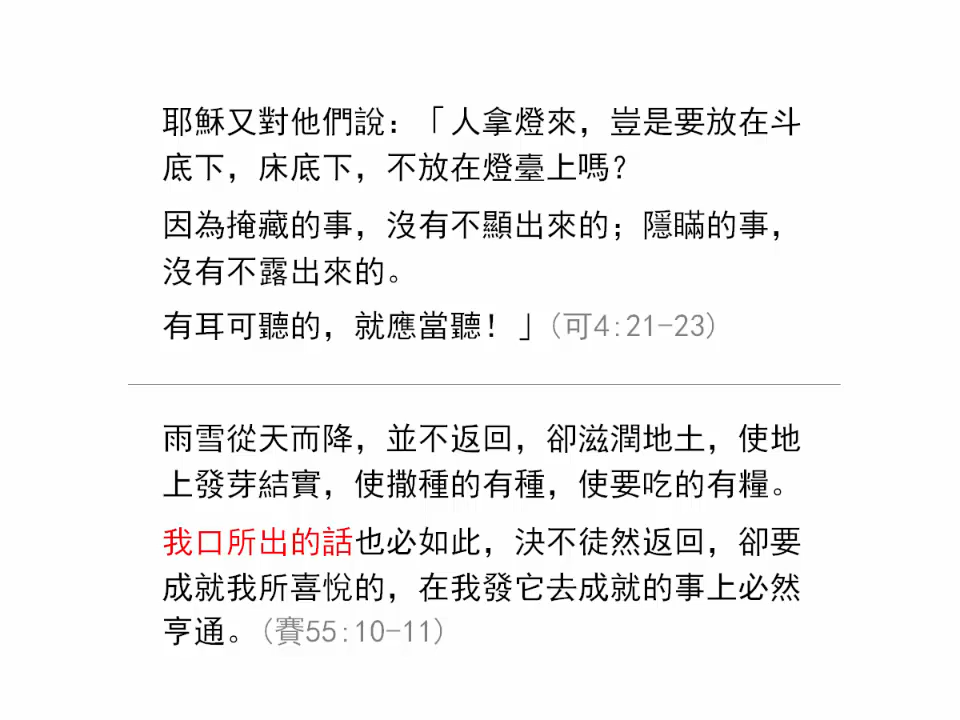 耶穌又對他們說：「人拿燈來，豈是要放在斗
底下，床底下，不放在燈臺上嗎？
因為掩藏的事，沒有不顯出來的；隱瞞的事，
沒有不露出來的。
有耳可聽的，就應當聽！」(可4:21-23)
雨雪從天而降，並不返回，卻滋潤地土，使地
上發芽結實，使撒種的有種，使要吃的有糧。
我口所出的話也必如此，決不徒然返回，卻要
成就我所喜悅的，在我發它去成就的事上必然
亨通。(賽55:10-11)